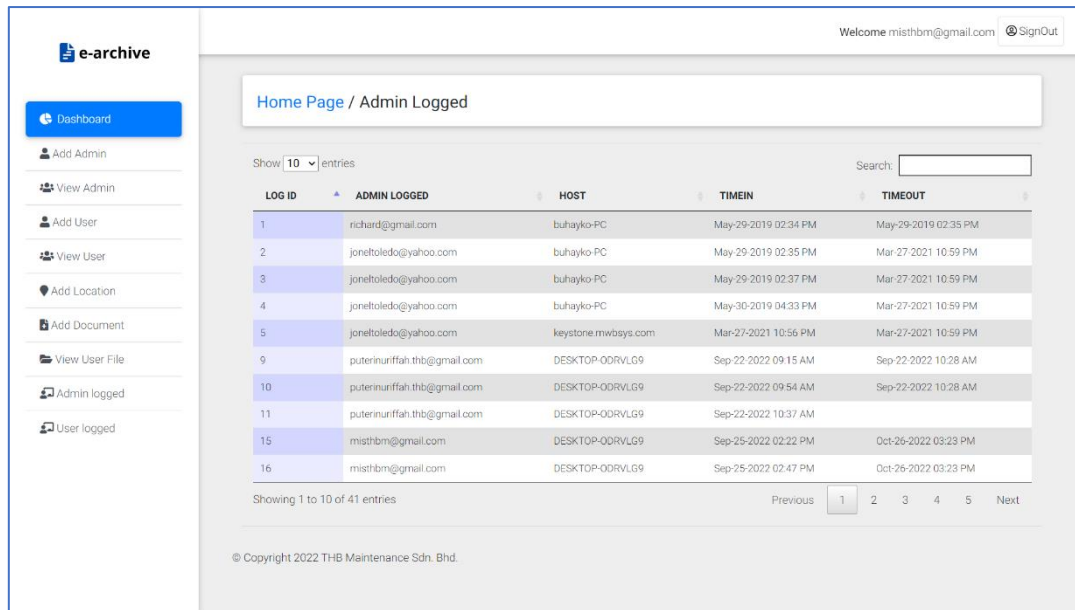 e-archive
Welcome misthbm@gmail.com SignOut
Dashboard
Add Admin
View Admin
Add User
View User
Add Location
Add Document
View User File
Admin logged
User logged
Home Page / Admin Logged
Show 10 entries Search:
LOG ID ADMIN LOGGED HOST TIMEIN TIMEOUT
1 richard@gmail.com buhayko-PC May-29-2019 02:34 PM May-29-2019 02:35 PM
2 joneltoledo@yahoo.com buhayko-PC May-29-2019 02:35 PM Mar-27-2021 10:59 PM
3 joneltoledo@yahoo.com buhayko-PC May-29-2019 02:37 PM Mar-27-2021 10:59 PM
4 joneltoledo@yahoo.com buhayko-PC May-30-2019 04:33 PM Mar-27-2021 10:59 PM
5 joneltoledo@yahoo.com keystone.mwbsys.com Mar-27-2021 10:56 PM Mar-27-2021 10:59 PM
9 puterinuriffah.thb@gmail.com DESKTOP-ODRVLG9 Sep-22-2022 09:15 AM Sep-22-2022 10:28 AM
10 puterinuriffah.thb@gmail.com DESKTOP-ODRVLG9 Sep-22-2022 09:54 AM Sep-22-2022 10:28 AM
11 puterinuriffah.thb@gmail.com DESKTOP-ODRVLG9 Sep-22-2022 10:37 AM
15 misthbm@gmail.com DESKTOP-ODRVLG9 Sep-25-2022 02:22 PM Oct-26-2022 03:23 PM
16 misthbm@gmail.com DESKTOP-ODRVLG9 Sep-25-2022 02:47 PM Oct-26-2022 03:23 PM
Showing 1 to 10 of 41 entries Previous 1 2 3 4 5 Next
© Copyright 2022 THB Maintenance Sdn. Bhd.